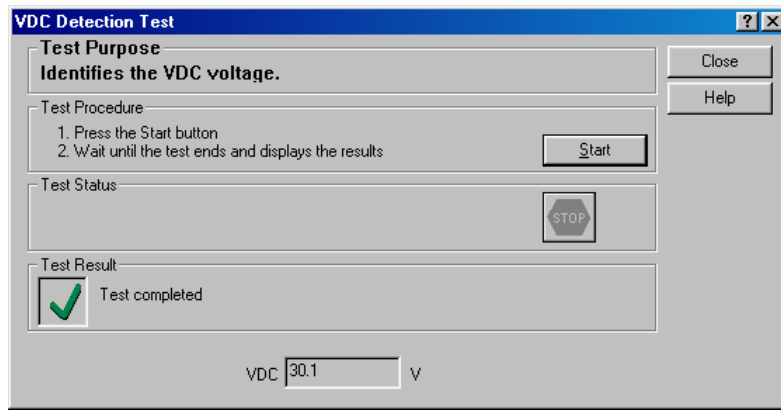 VDC Detection Test
Test Purpose
Identifies the VDC voltage.
Close
Help
Test Procedure
1. Press the Start button
2. Wait until the test ends and displays the results
Start
Test Status
STOP
Test Result
Test completed
VDC 30.1 V